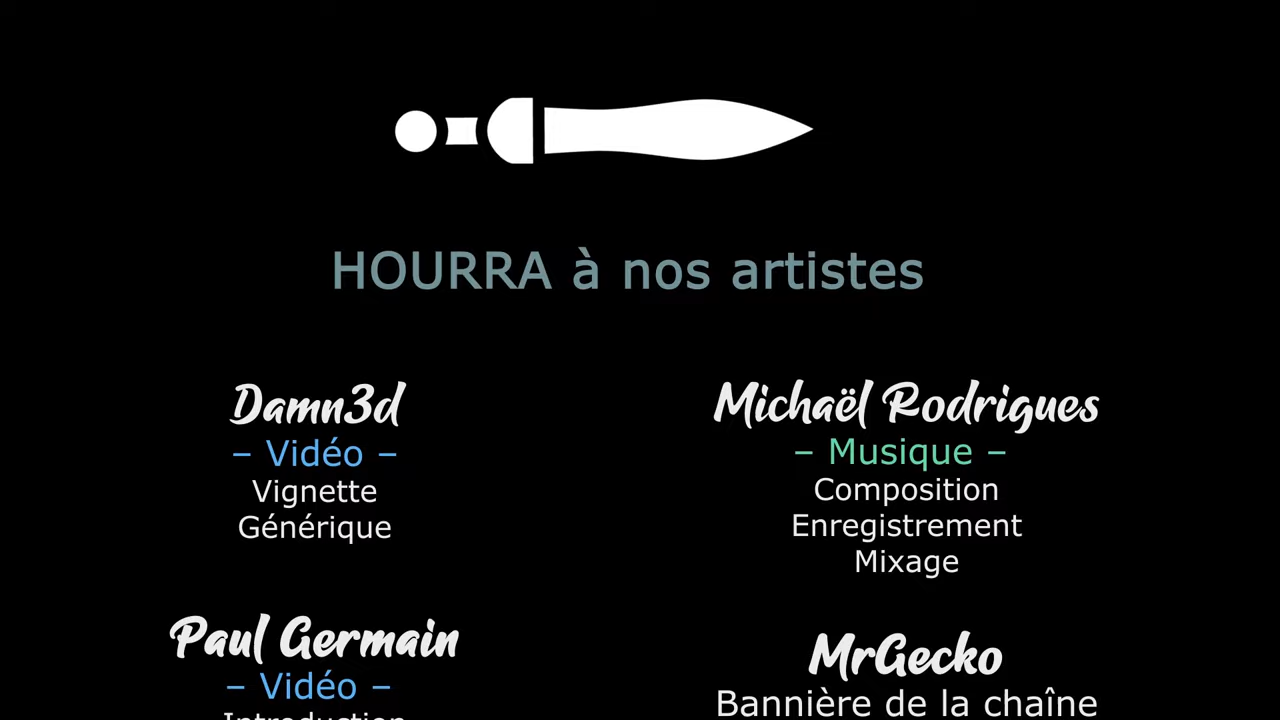 HOURRA à nos artistes
Damn3d
– Vidéo –
Vignette
Générique
Michaël Rodrigues
– Musique –
Composition
Enregistrement
Mixage
Paul Germain
– Vidéo –
Introduction
MrGecko
Bannière de la chaîne